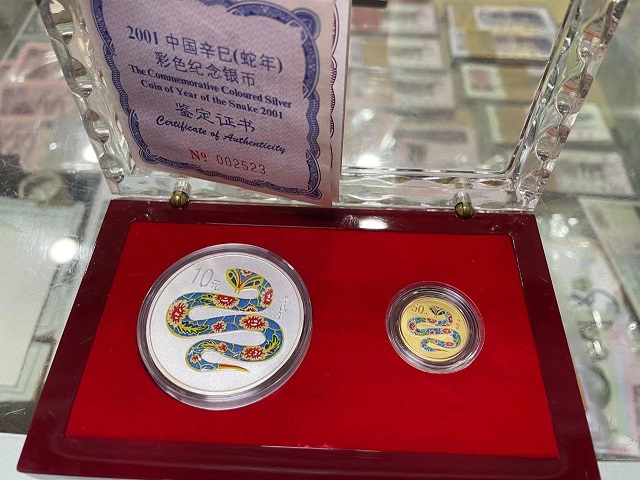 2001 中国辛巳(蛇年)
彩色纪念银币
The Commemorative Coloured Silver
Coin of Year of the Snake 2001
鉴定证书
Certificate of Authenticity
Nº 002523
10元
50元